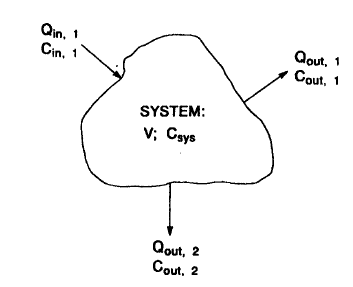 Qin, 1
Cin, 1
Qout, 1
Cout, 1
SYSTEM:
V; Csys
Qout, 2
Cout, 2